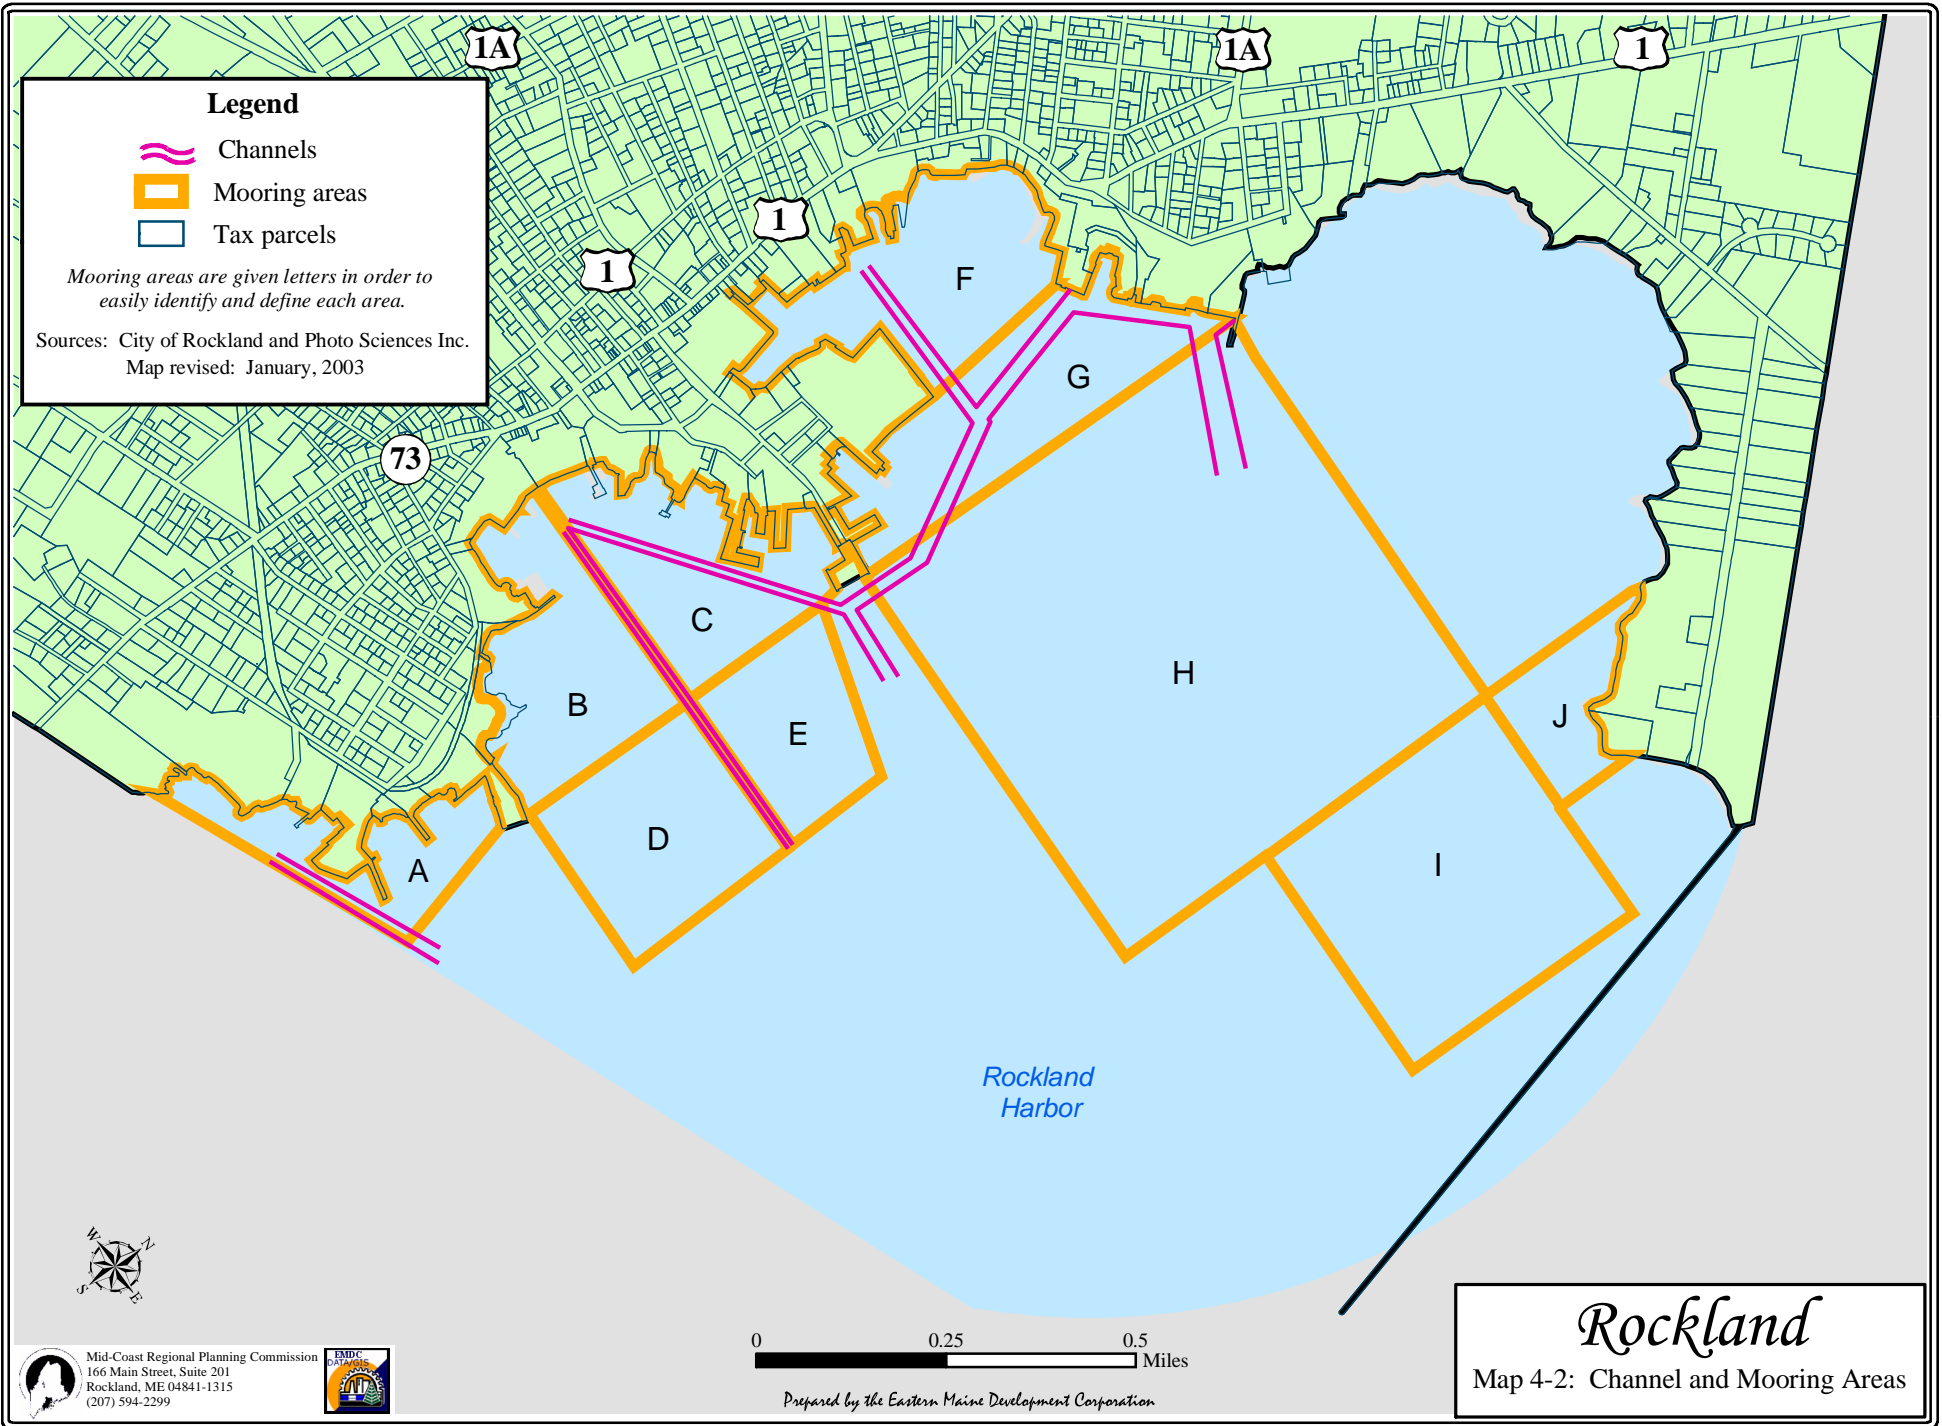 1A
1A
1
Legend
Channels
Mooring areas
Tax parcels
Mooring areas are given letters in order to
easily identify and define each area.
Sources: City of Rockland and Photo Sciences Inc.
Map revised: January, 2003
1
1
73
F
G
C
B
E
H
J
D
A
I
Rockland
Harbor
W
N
S
E
Mid-Coast Regional Planning Commission
166 Main Street, Suite 201
Rockland, ME 04841-1315
(207) 594-2299
EMDC
DATA/GIS
0 0.25 0.5
Miles
Prepared by the Eastern Maine Development Corporation
Rockland
Map 4-2: Channel and Mooring Areas